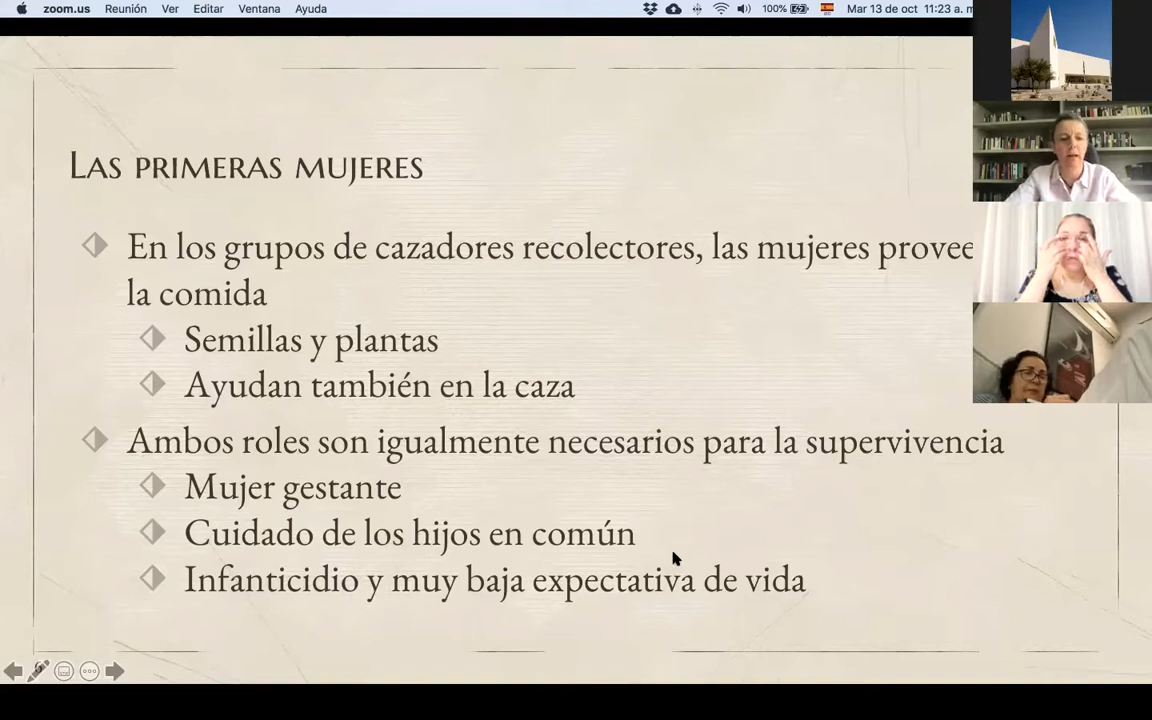 zoom.us Reunión Ver Editar Ventana Ayuda 100% Mar 13 de oct 11:23 a. m
Las primeras mujeres
En los grupos de cazadores recolectores, las mujeres provee
la comida
Semillas y plantas
Ayudan también en la caza
Ambos roles son igualmente necesarios para la supervivencia
Mujer gestante
Cuidado de los hijos en común
Infanticidio y muy baja expectativa de vida